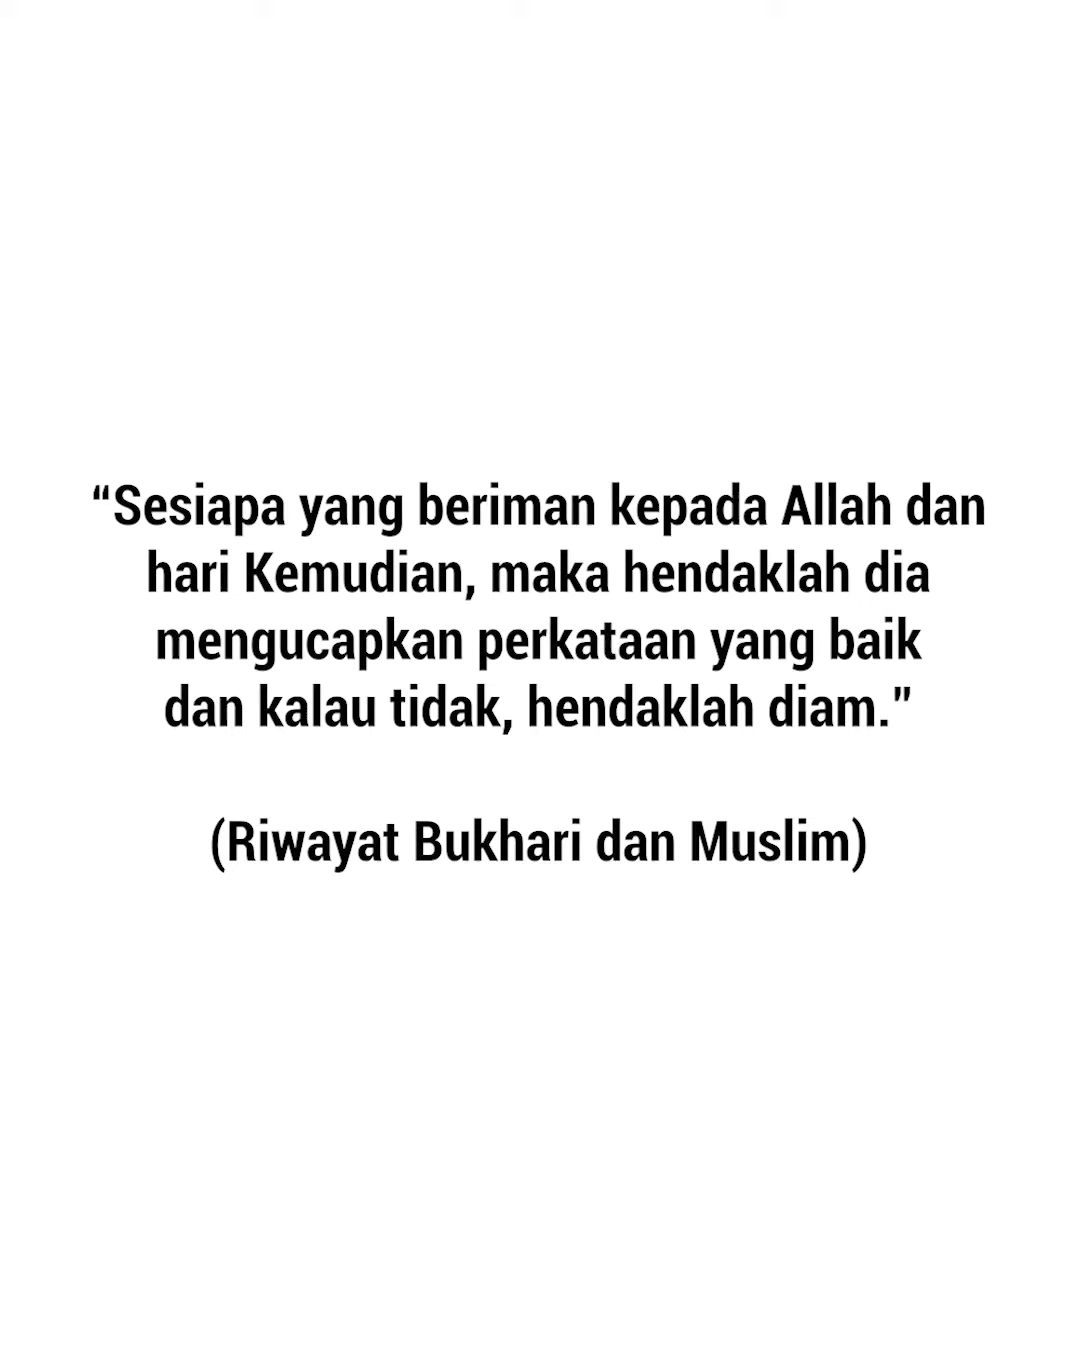 “Sesiapa yang beriman kepada Allah dan
hari Kemudian, maka hendaklah dia
mengucapkan perkataan yang baik
dan kalau tidak, hendaklah diam.”
(Riwayat Bukhari dan Muslim)